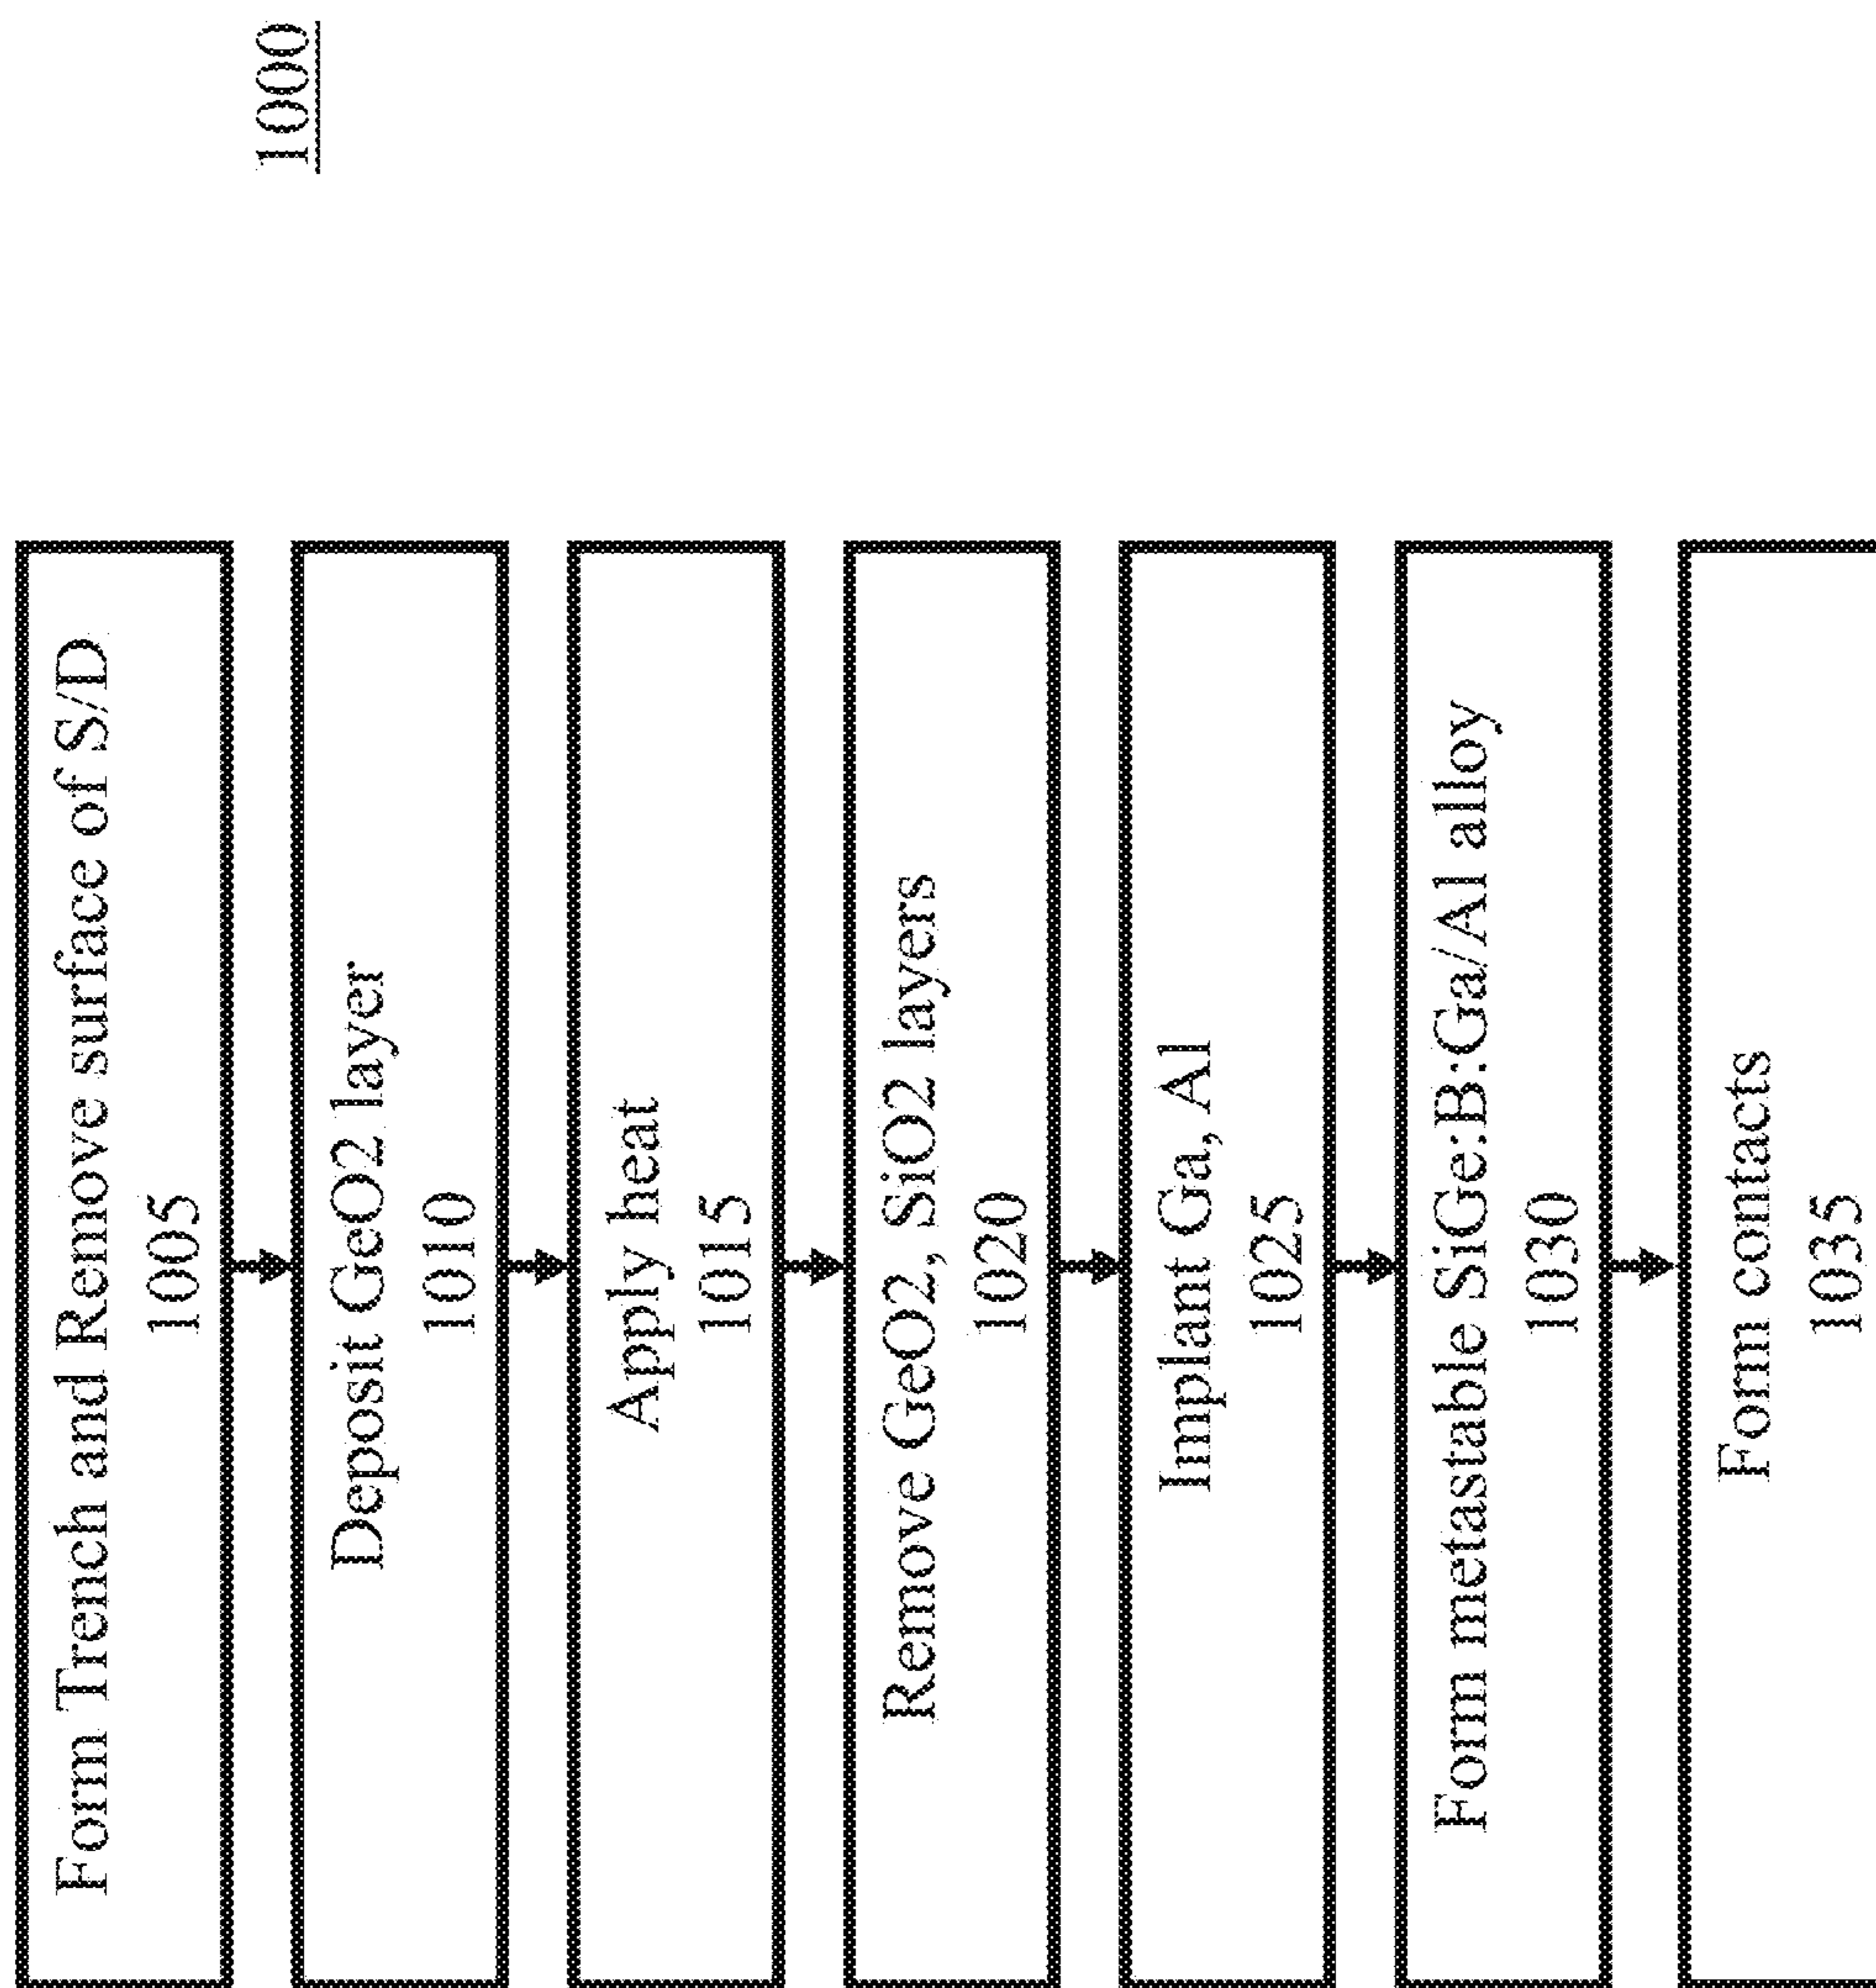 1000
Form Trench and Remove surface of S/D
1005
Deposit GeO2 layer
1010
Apply heat
1015
Remove GeO2, SiO2 layers
1020
Implant Ga, Al
1025
Form metastable SiGe:B:Ga/Al alloy
1030
Form contacts
1035